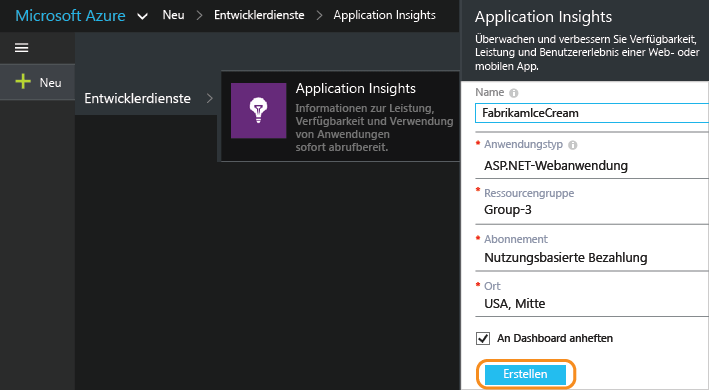 Microsoft Azure Neu > Entwicklerdienste > Application Insights
Neu
Entwicklerdienste >
Application Insights
Informationen zur Leistung,
Verfügbarkeit und Verwendung
von Anwendungen
sofort abrufbereit.
Application Insights
Überwachen und verbessern Sie Verfügbarkeit,
Leistung und Benutzererlebnis einer Web- oder
mobilen App.
Name
FabrikamIceCream
* Anwendungstyp
ASP.NET-Webanwendung
* Ressourcengruppe
Group-3
* Abonnement
Nutzungsbasierte Bezahlung
* Ort
USA, Mitte
An Dashboard anheften
Erstellen